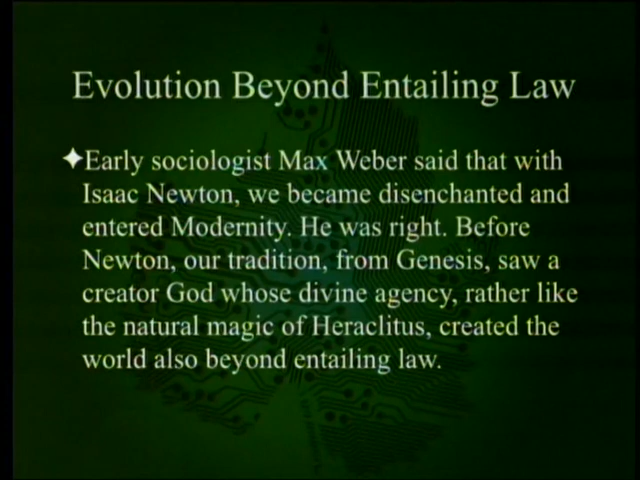 Evolution Beyond Entailing Law
Early sociologist Max Weber said that with
Isaac Newton, we became disenchanted and
entered Modernity. He was right. Before
Newton, our tradition, from Genesis, saw a
creator God whose divine agency, rather like
the natural magic of Heraclitus, created the
world also beyond entailing law.